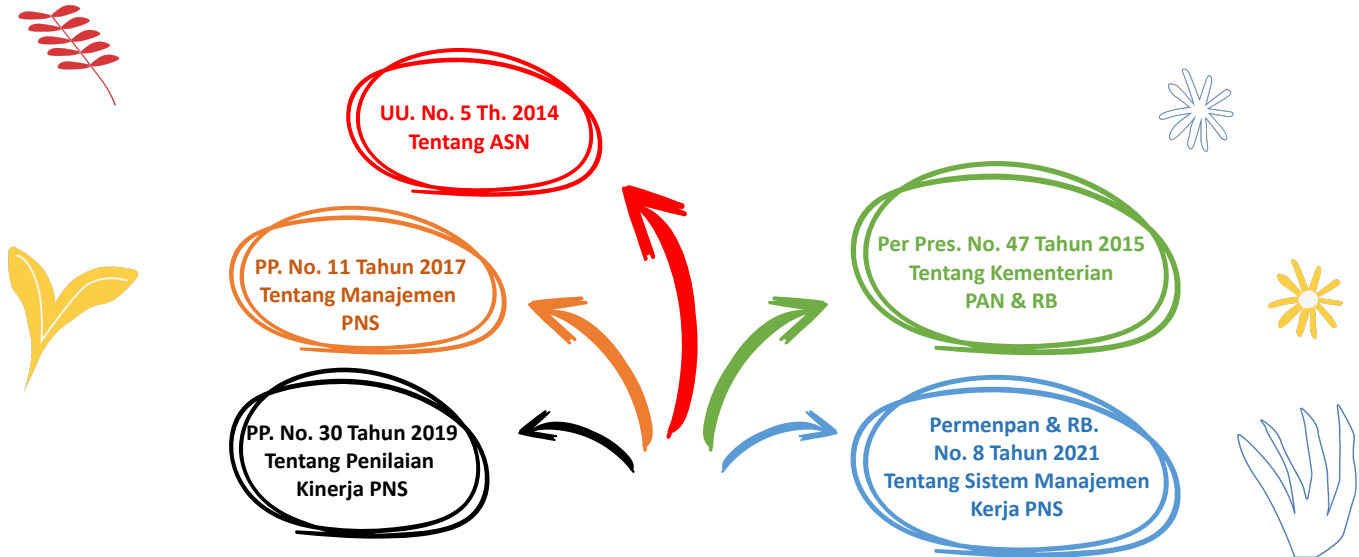 UU. No. 5 Th. 2014
Tentang ASN
PP. No. 11 Tahun 2017
Tentang Manajemen
PNS
Per Pres. No. 47 Tahun 2015
Tentang Kementerian
PAN & RB
PP. No. 30 Tahun 2019
Tentang Penilaian
Kinerja PNS
Permenpan & RB.
No. 8 Tahun 2021
Tentang Sistem Manajemen
Kerja PNS